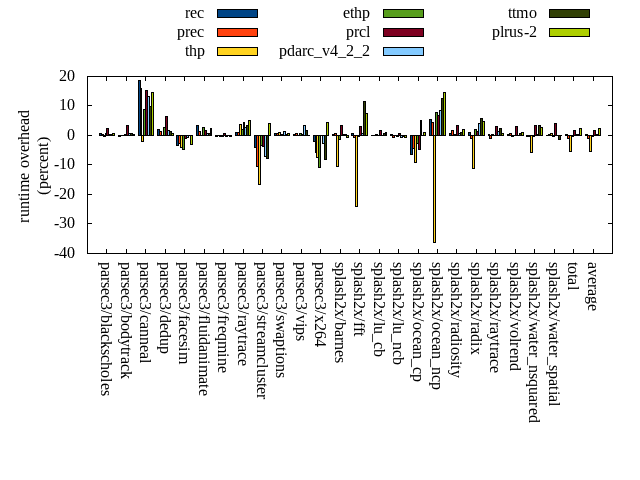 rec ethp ttmo
prec prcl plrus-2
thp pdarc_v4_2_2
runtime overhead
(percent)
20
10
0
-10
-20
-30
-40
parsec3/blackscholes
parsec3/bodytrack
parsec3/canneal
parsec3/dedup
parsec3/facesim
parsec3/fluidanimate
parsec3/freqmine
parsec3/raytrace
parsec3/streamcluster
parsec3/swaptions
parsec3/vips
parsec3/x264
splash2x/barnes
splash2x/fft
splash2x/lu_cb
splash2x/lu_ncb
splash2x/ocean_cp
splash2x/ocean_ncp
splash2x/radiosity
splash2x/radix
splash2x/raytrace
splash2x/volrend
splash2x/water_nsquared
splash2x/water_spatial
total
average